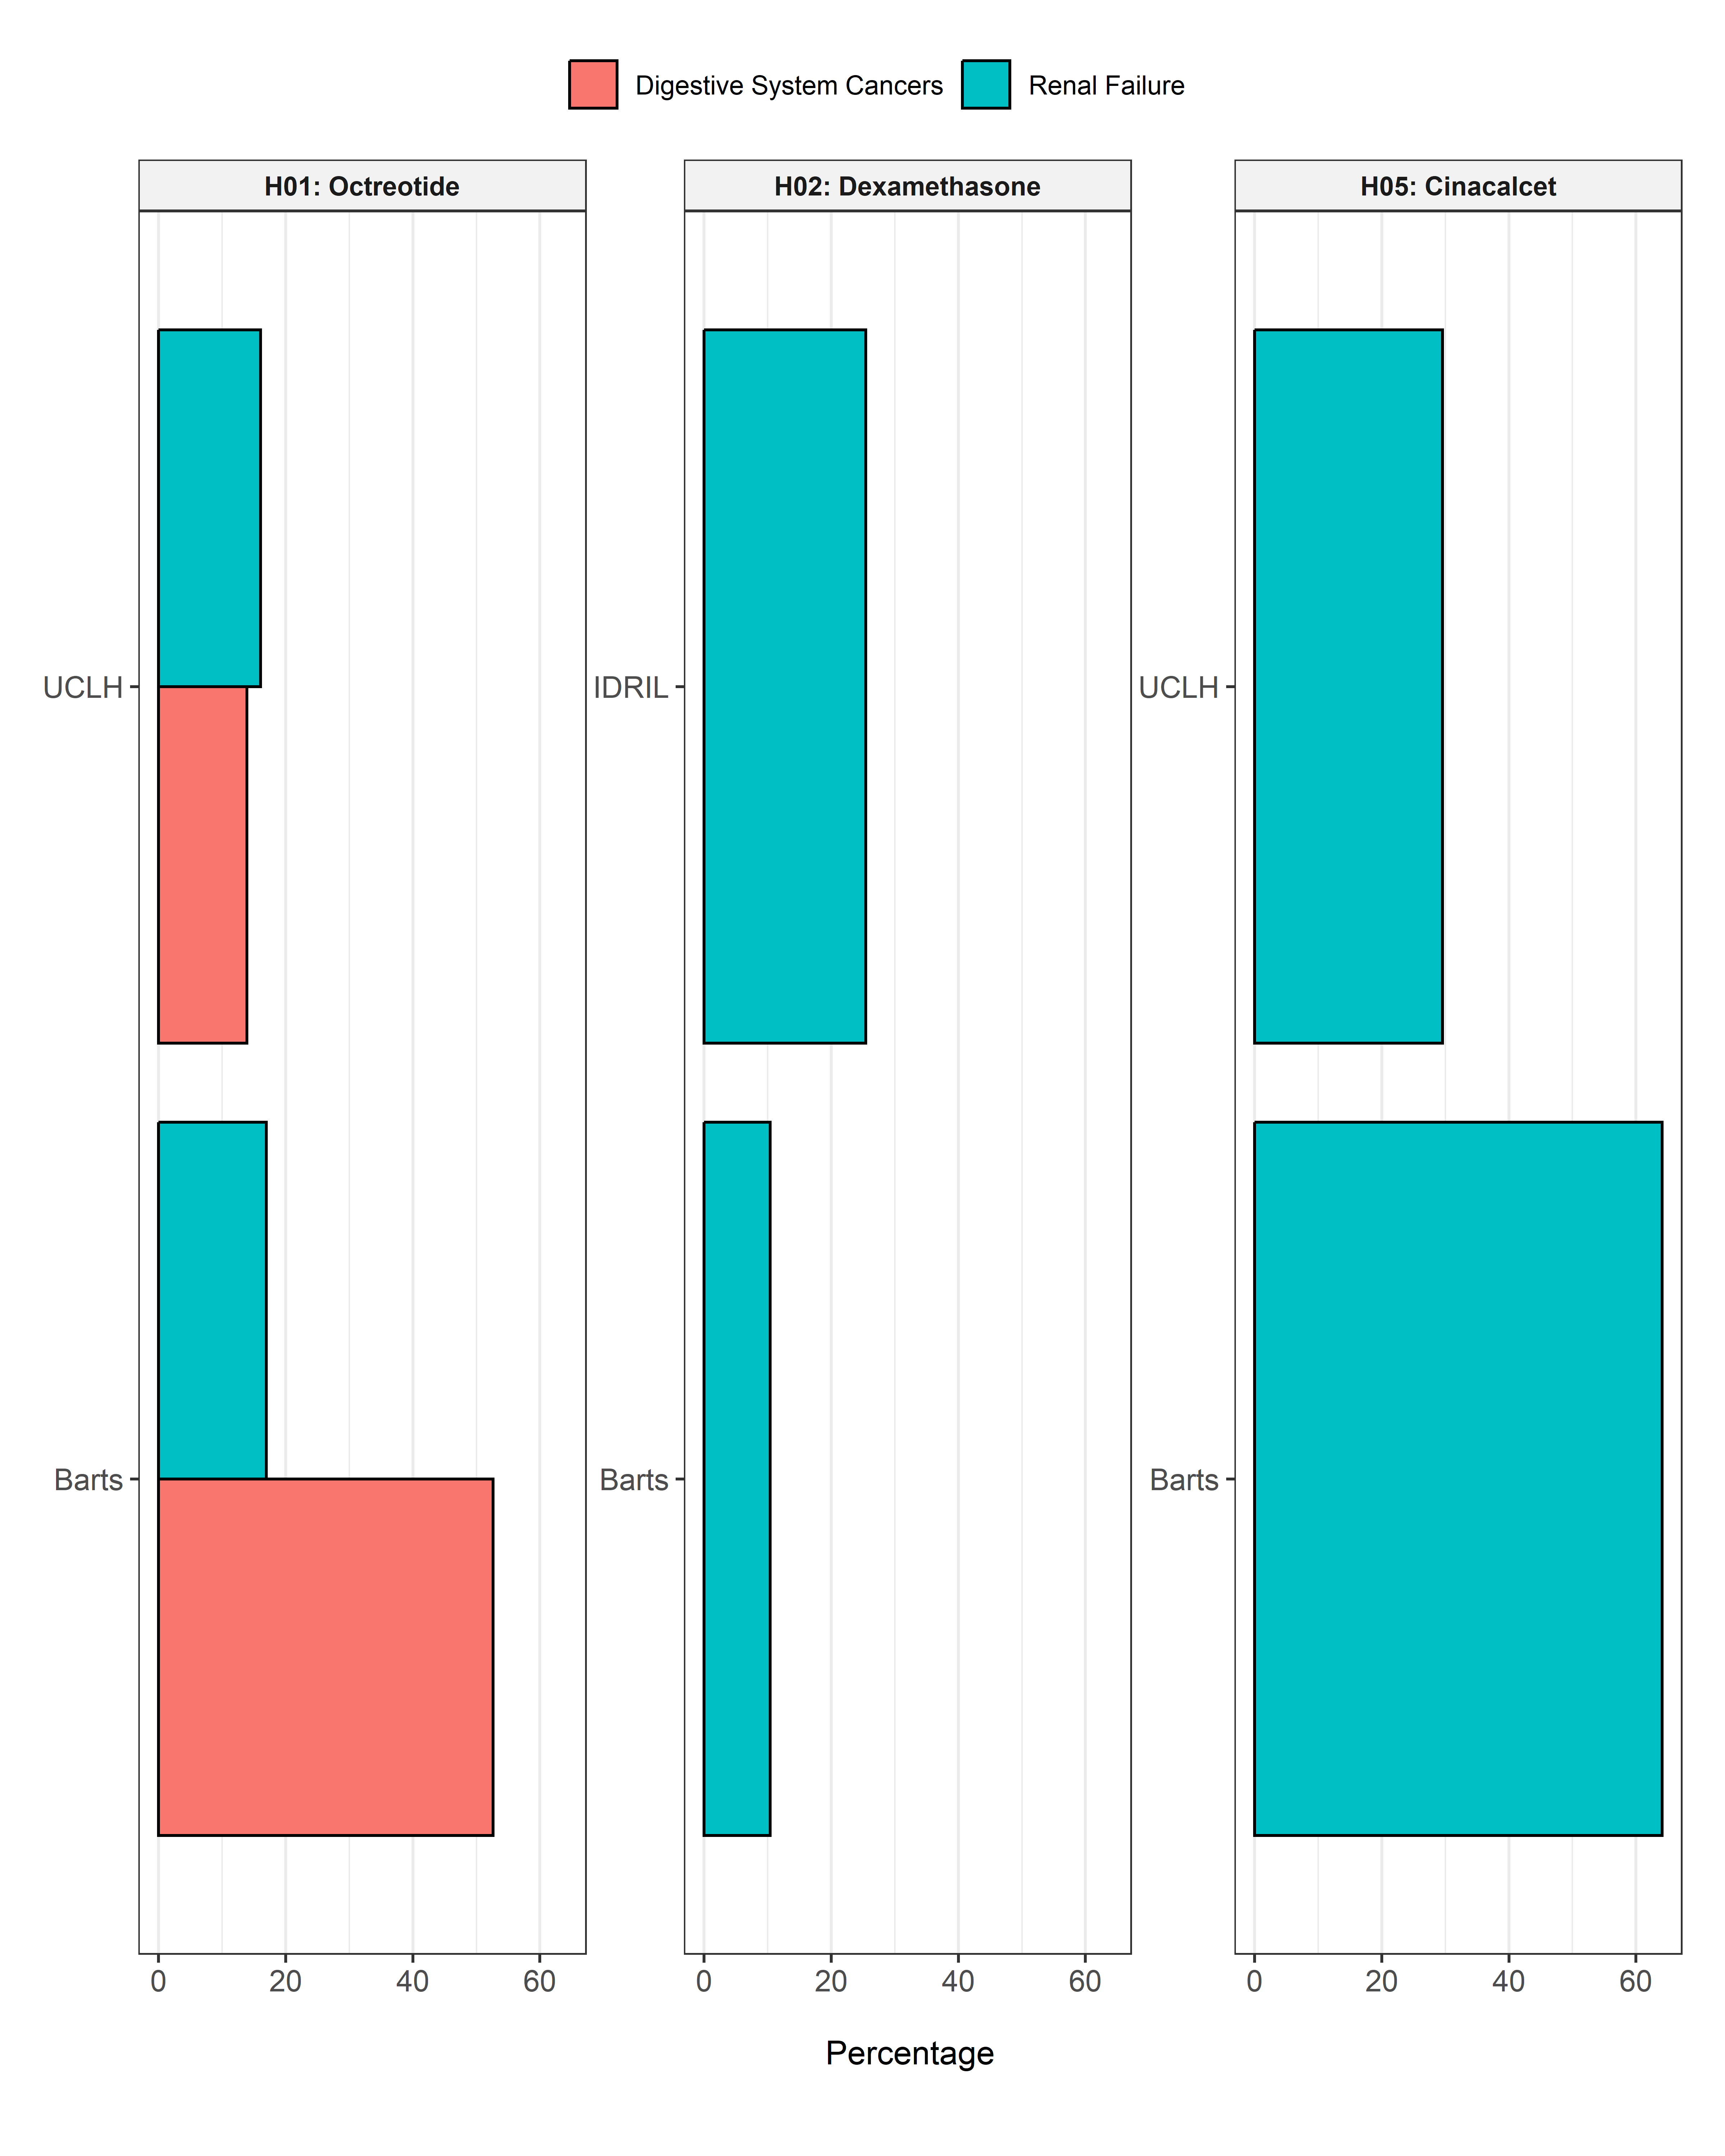 Digestive System Cancers Renal Failure
H01: Octreotide H02: Dexamethasone H05: Cinacalcet
UCLH IDRIL UCLH
Barts Barts Barts
0 20 40 60 0 20 40 60 0 20 40 60
Percentage